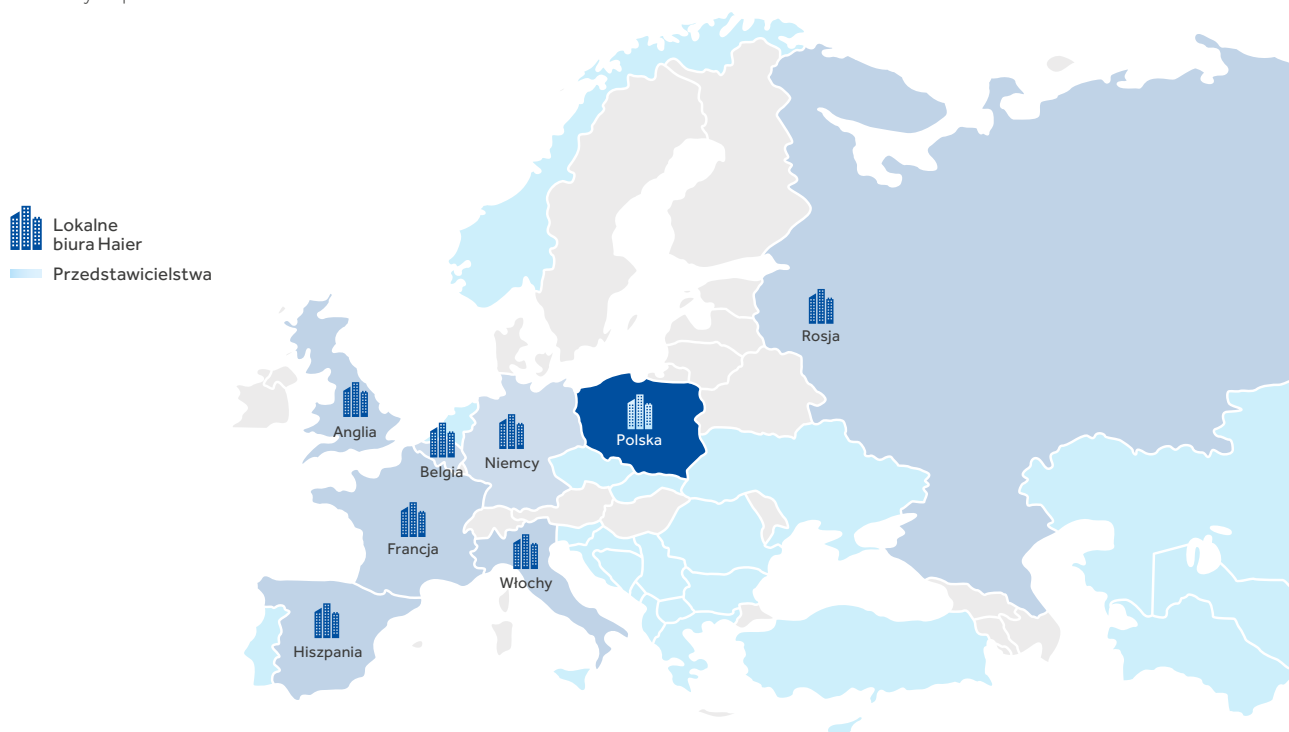 Lokalne
biura Haier
Przedstawicielstwa
Rosja
Anglia
Polska
Belgia
Niemcy
Francja
Włochy
Hiszpania